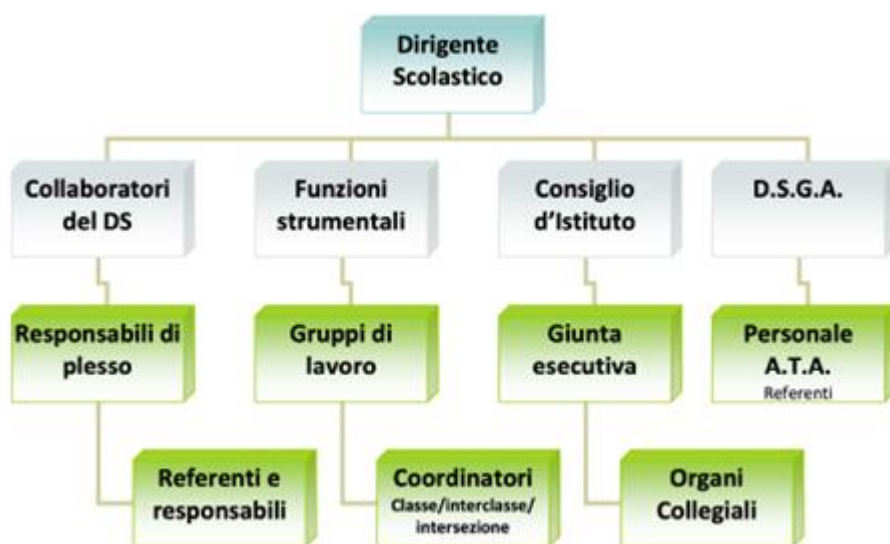 Dirigente
Scolastico
Collaboratori
del DS
Funzioni
strumentali
Consiglio
d'Istituto
D.S.G.A.
Responsabili di
plesso
Gruppi di
lavoro
Giunta
esecutiva
Personale
A.T.A.
Referenti
Referenti e
responsabili
Coordinatori
Classe/interclasse/
intersezione
Organi
Collegiali